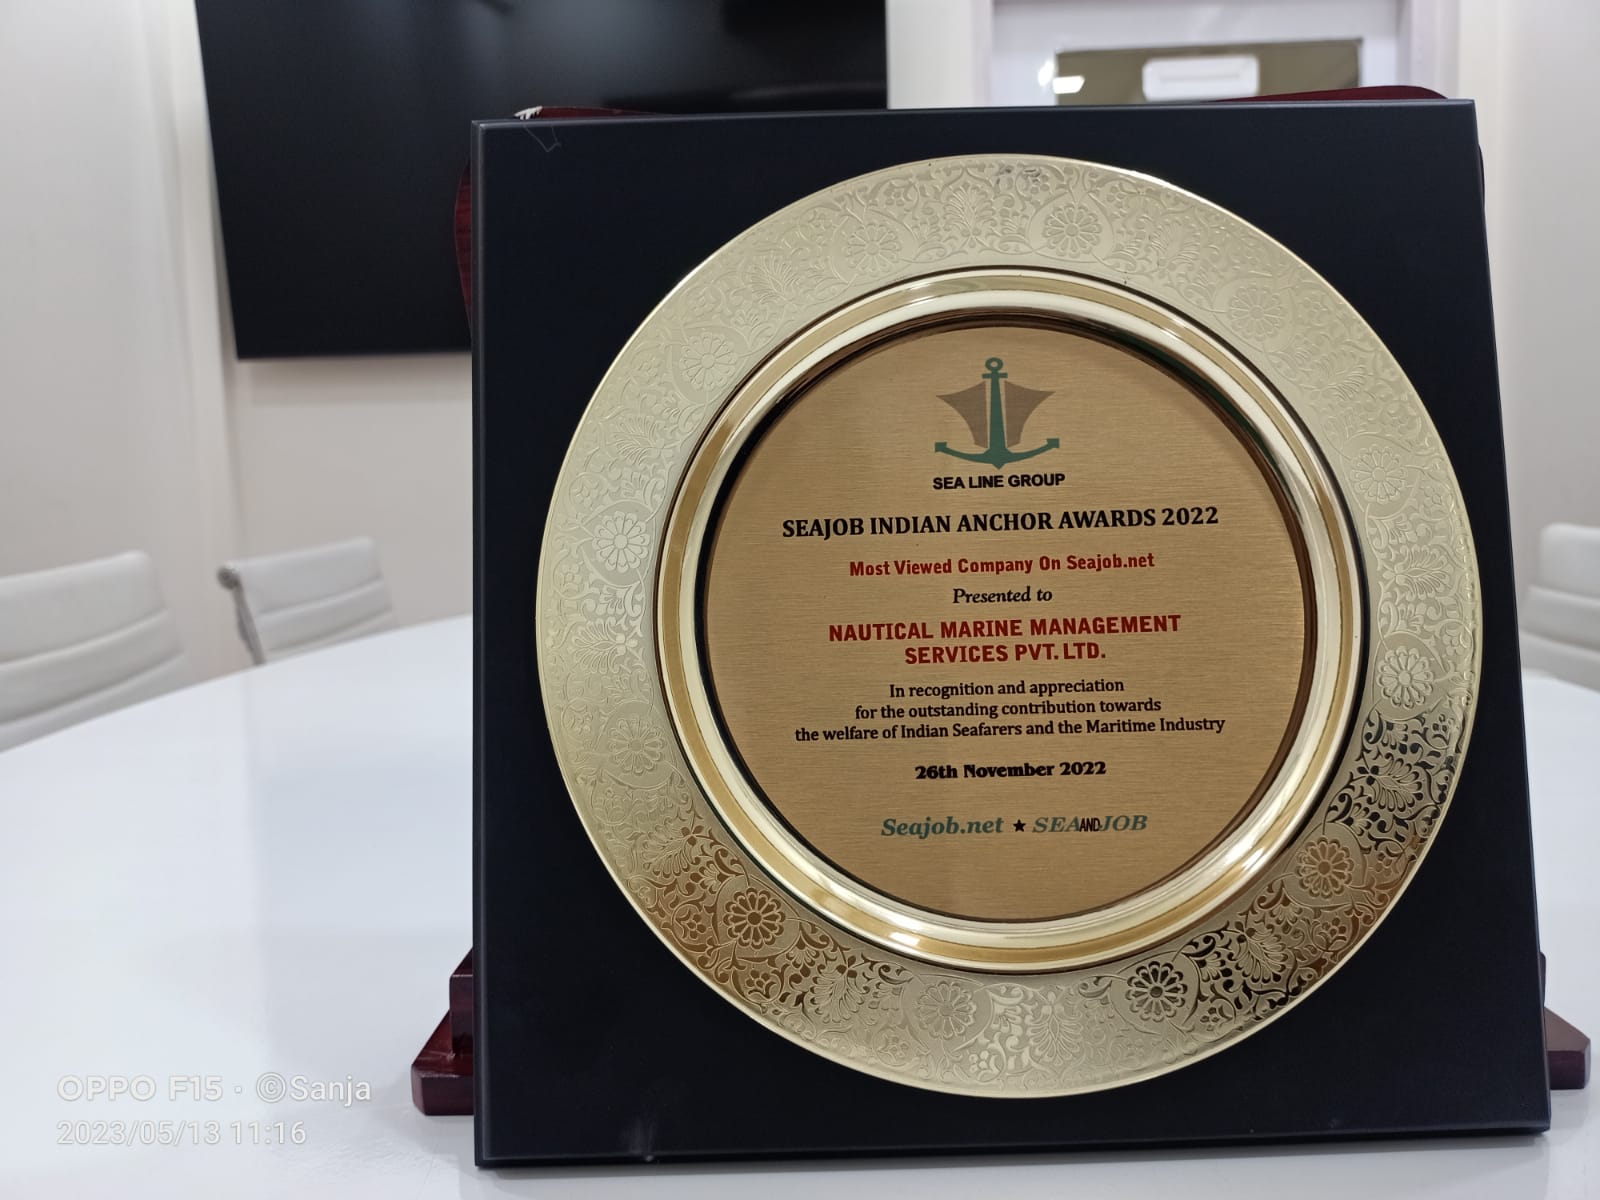 SEA LINE GROUP
SEAJOB INDIAN ANCHOR AWARDS 2022
Most Viewed Company On Seajob.net
Presented to
NAUTICAL MARINE MANAGEMENT
SERVICES PVT. LTD.
In recognition and appreciation
for the outstanding contribution towards
the welfare of Indian Seafarers and the Maritime Industry
26th November 2022
Seajob.net ★ SEAANDJOB
OPPO F15 · ©Sanja
2023/05/13 11:16